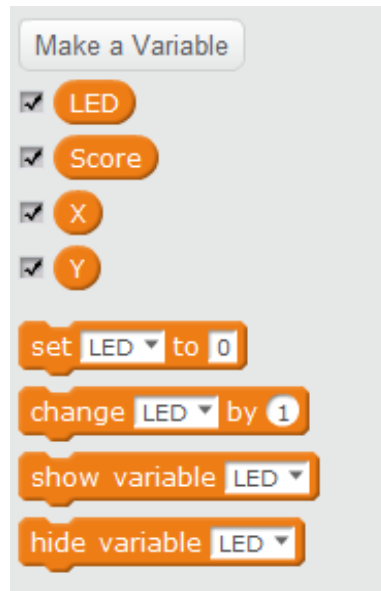 Make a Variable
LED
Score
X
Y
set LED to 0
change LED by 1
show variable LED
hide variable LED